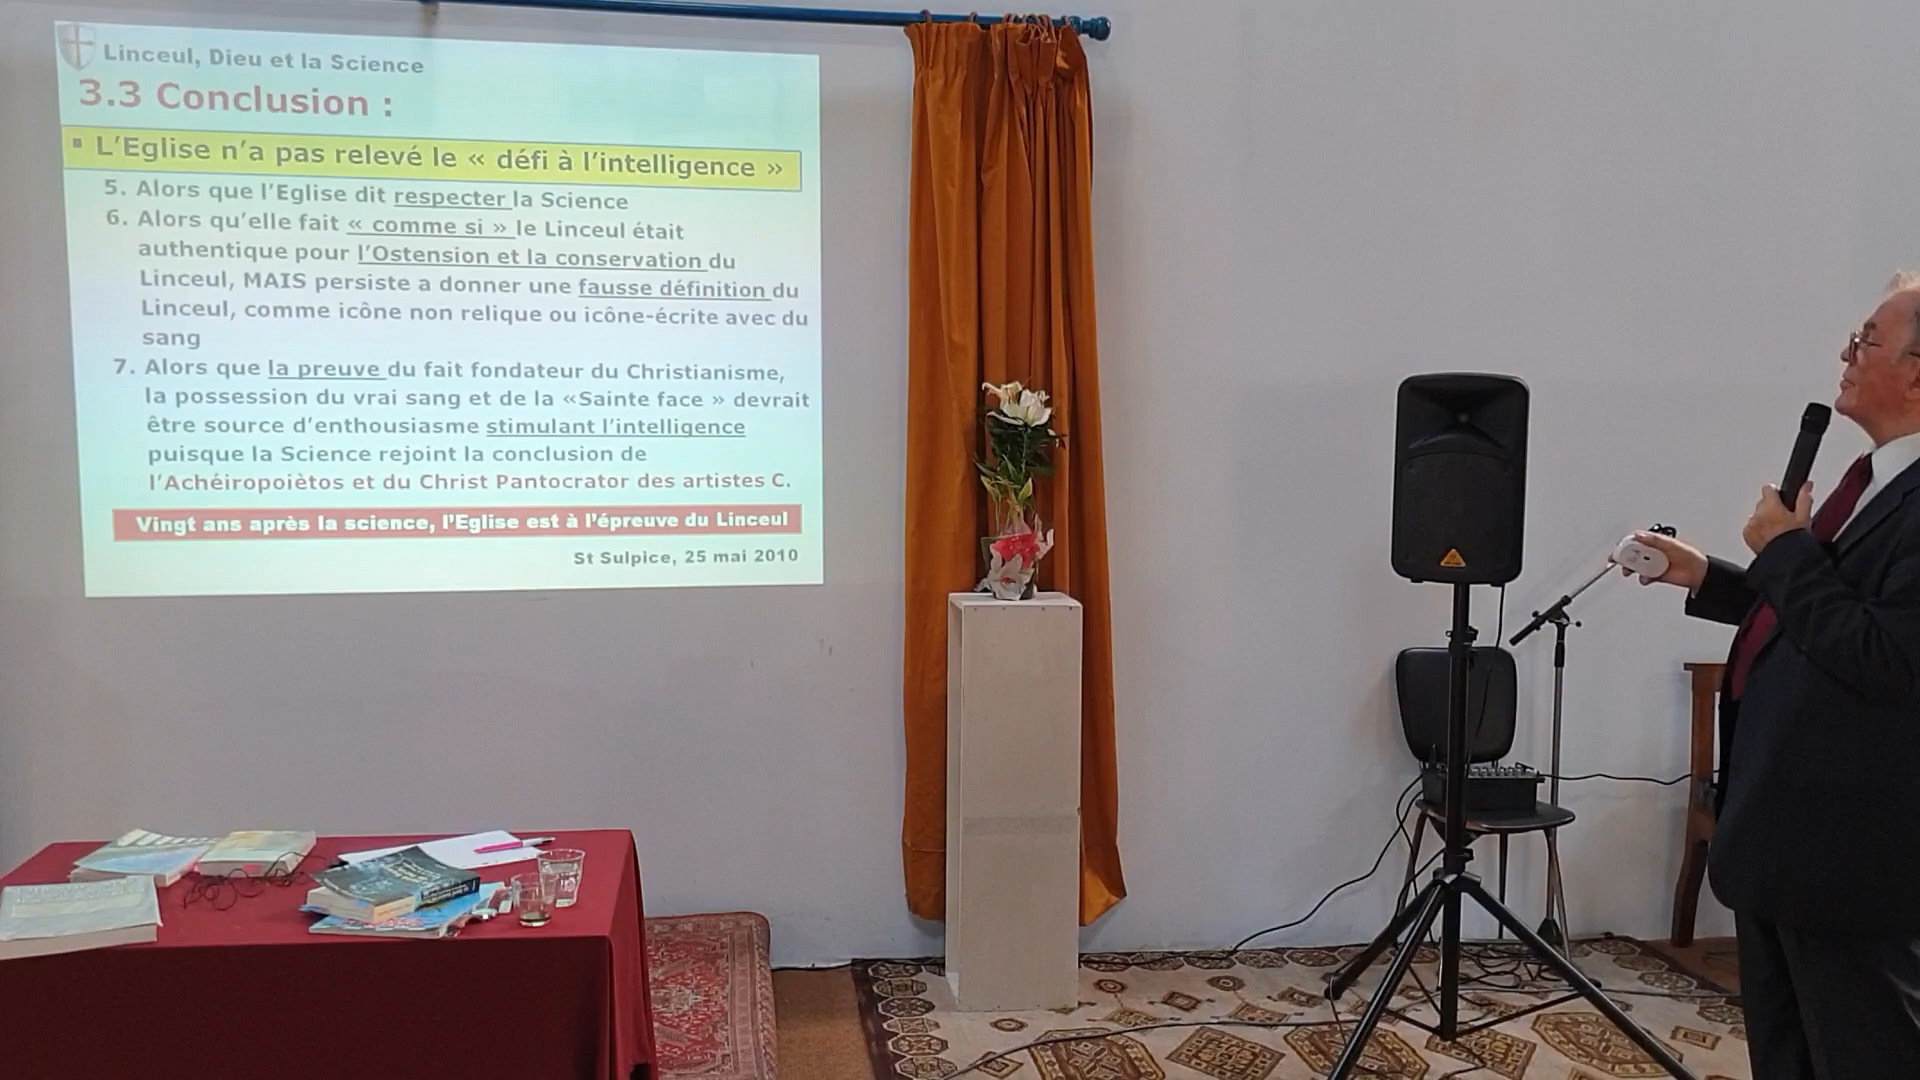 Linceul, Dieu et la Science
3.3 Conclusion :
▪ L'Eglise n'a pas relevé le « défi à l'intelligence »
5. Alors que l'Eglise dit respecter la Science
6. Alors qu'elle fait « comme si » le Linceul était
authentique pour l'Ostension et la conservation du
Linceul, MAIS persiste a donner une fausse définition du
Linceul, comme icône non relique ou icône-écrite avec du
sang
7. Alors que la preuve du fait fondateur du Christianisme,
la possession du vrai sang et de la «Sainte face » devrait
être source d'enthousiasme stimulant l'intelligence
puisque la Science rejoint la conclusion de
l'Achéiropoiètos et du Christ Pantocrator des artistes C.
Vingt ans après la science, l'Eglise est à l'épreuve du Linceul
St Sulpice, 25 mai 2010